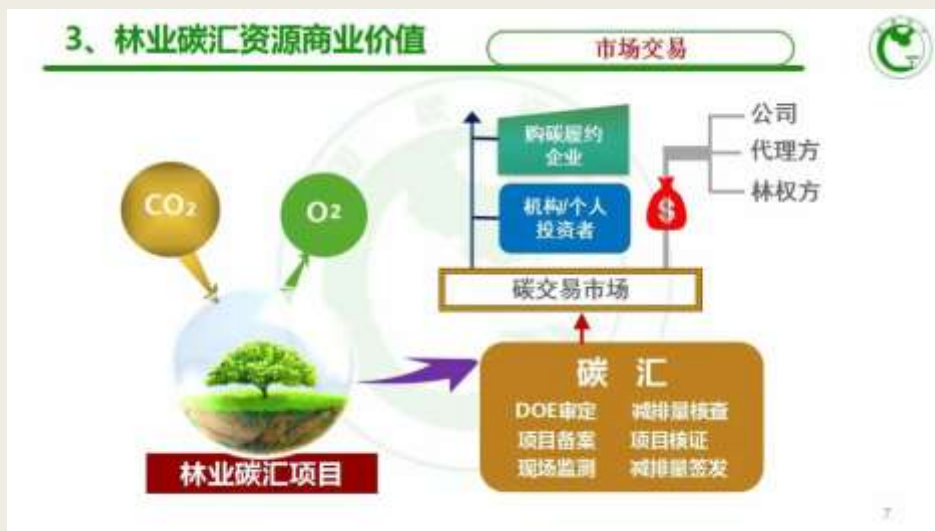 3、林业碳汇资源商业价值
市场交易
CO2
O2
林业碳汇项目
购碳履约
企业
机构/个人
投资者
$
公司
代理方
林权方
碳交易市场
碳 汇
DOE审定 减排量核查
项目备案 项目核证
现场监测 减排量签发
7